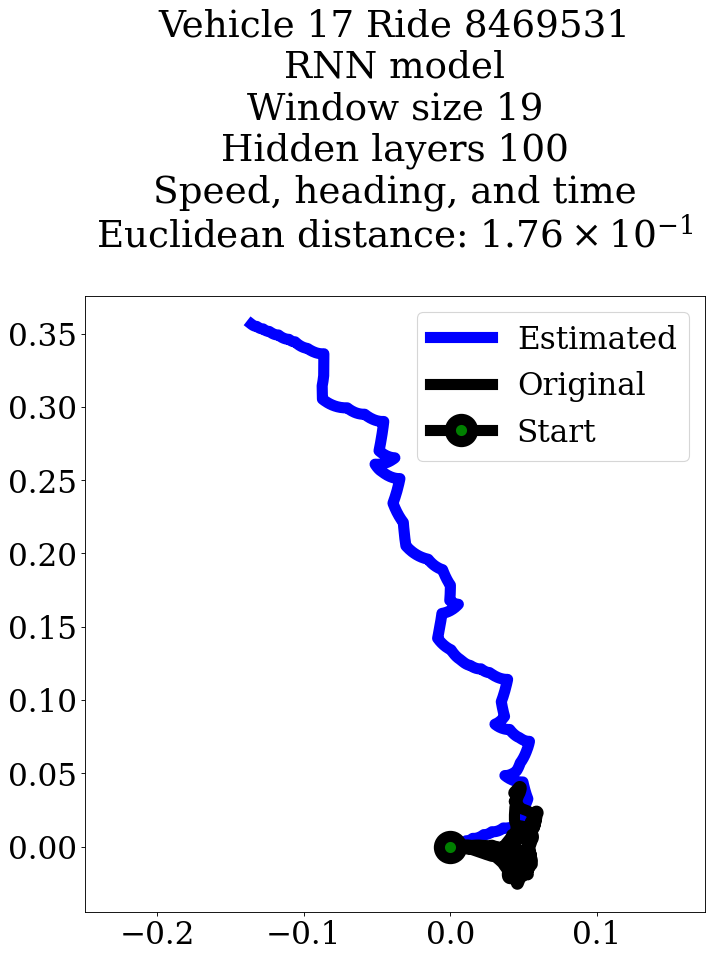 Vehicle 17 Ride 8469531
RNN model
Window size 19
Hidden layers 100
Speed, heading, and time
Euclidean distance: 1.76 × 10⁻¹
Estimated
Original
Start
0.35
0.30
0.25
0.20
0.15
0.10
0.05
0.00
−0.2 −0.1 0.0 0.1